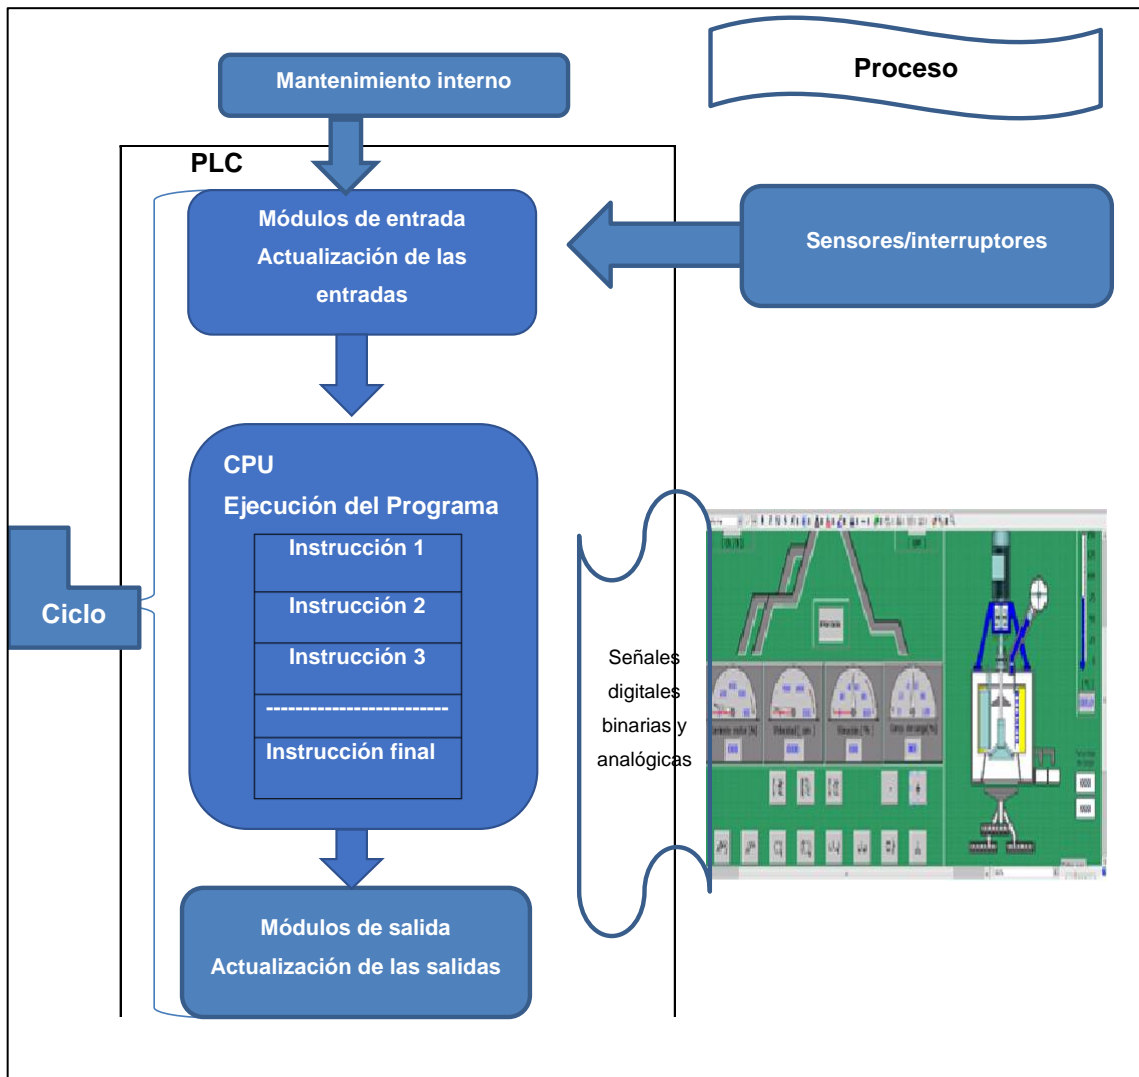 Mantenimiento interno
Proceso
PLC
Módulos de entrada
Actualización de las
entradas
Sensores/interruptores
CPU
Ejecución del Programa
Instrucción 1
Instrucción 2
Instrucción 3
-------------------------
Instrucción final
Ciclo
Señales
digitales
binarias y
analógicas
Módulos de salida
Actualización de las salidas